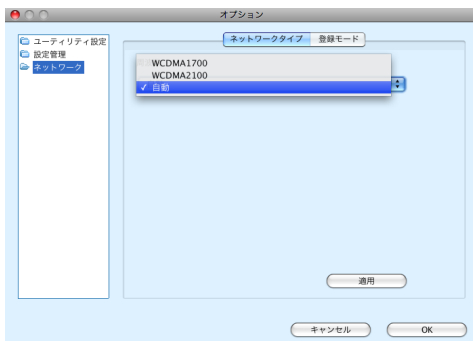 オプション
ユーティリティ設定
設定管理
ネットワーク
ネットワークタイプ 登録モード
WCDMA1700
WCDMA2100
✓ 自動
適用
キャンセル OK